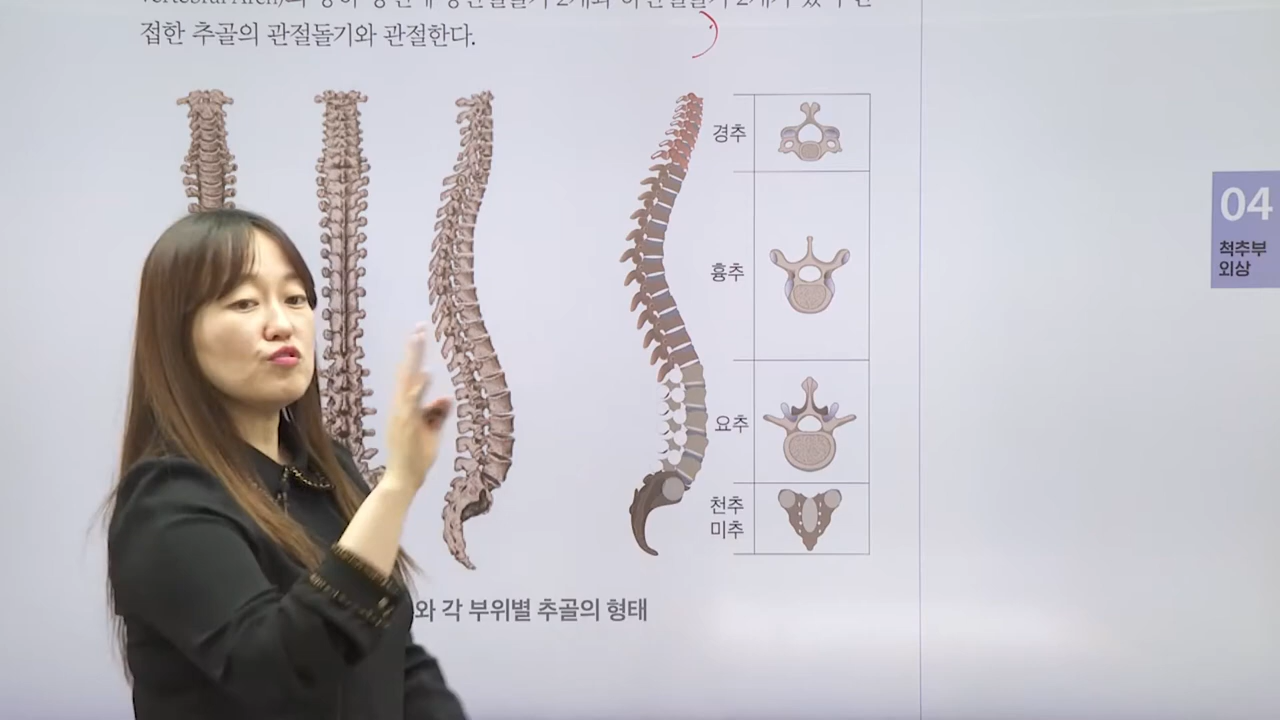 접한 추골의 관절돌기와 관절한다.
경추
흉추
요추
천추
미추
와 각 부위별 추골의 형태
04
척추부
외상